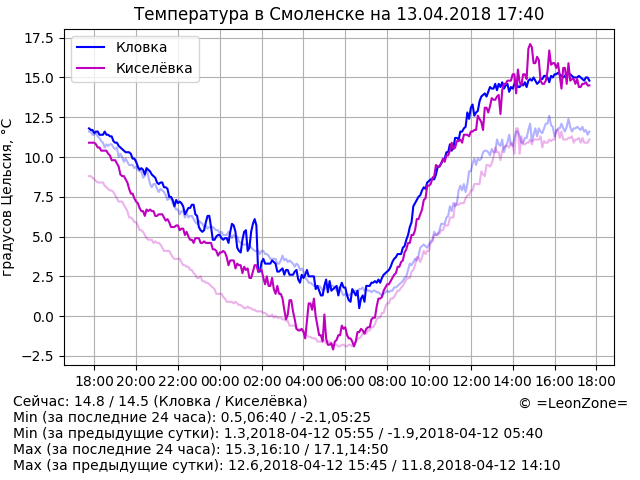 Температура в Смоленске на 13.04.2018 17:40
17.5
15.0
12.5
10.0
7.5
5.0
2.5
0.0
−2.5
градусов Цельсия, °C
Кловка
Киселёвка
18:00 20:00 22:00 00:00 02:00 04:00 06:00 08:00 10:00 12:00 14:00 16:00 18:00
Сейчас: 14.8 / 14.5 (Кловка / Киселёвка)
© =LeonZone=
Min (за последние 24 часа): 0.5,06:40 / -2.1,05:25
Min (за предыдущие сутки): 1.3,2018-04-12 05:55 / -1.9,2018-04-12 05:40
Max (за последние 24 часа): 15.3,16:10 / 17.1,14:50
Max (за предыдущие сутки): 12.6,2018-04-12 15:45 / 11.8,2018-04-12 14:10